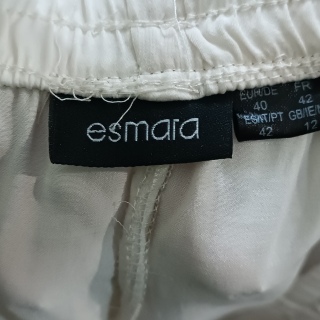 esmara
EUR/DE FR
40 42
ES/IT/PT GB/IE/
42 12